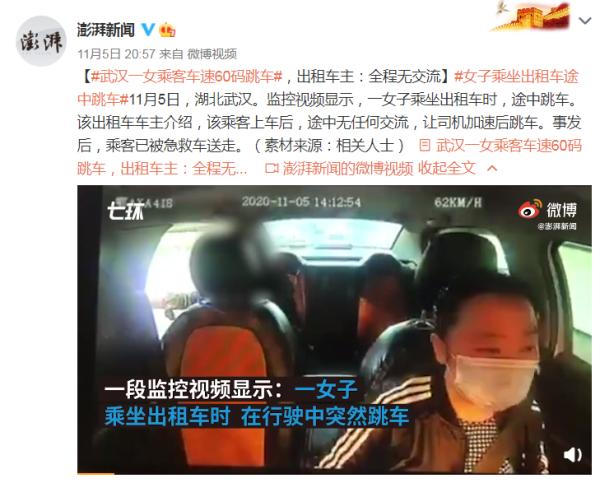 澎湃
澎湃新闻
11月5日 20:57 来自 微博视频
【#武汉一女乘客车速60码跳车#，出租车主：全程无交流】#女子乘坐出租车途
中跳车#11月5日，湖北武汉。监控视频显示，一女子乘坐出租车时，途中跳车。
该出租车车主介绍，该乘客上车后，途中无任何交流，让司机加速后跳车。事发
后，乘客已被急救车送走。（素材来源：相关人士） 武汉一女乘客车速60码
跳车，出租车主：全程无... 澎湃新闻的微博视频 收起全文
七环
2020-11-05 14:12:54
62KM/H
微博
@澎湃新闻
一段监控视频显示：一女子
乘坐出租车时 在行驶中突然跳车